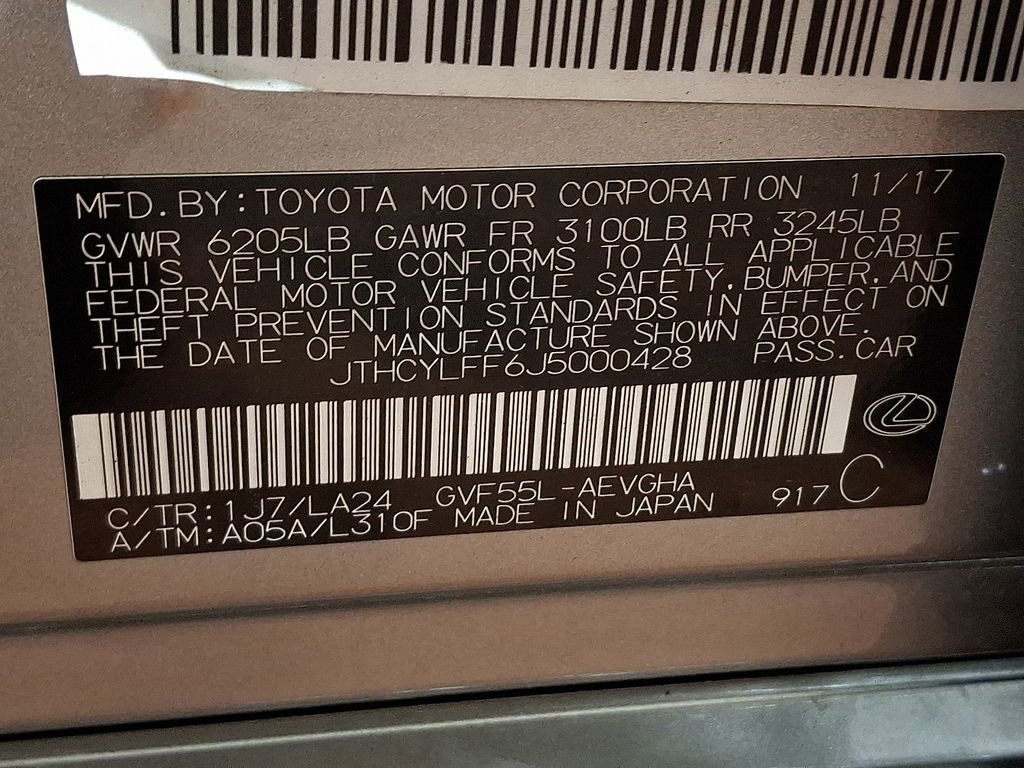 MFD. BY: TOYOTA MOTOR CORPORATION 11/17
GVWR 6205LB GAWR FR 3100LB RR 3245LB
THIS VEHICLE CONFORMS TO ALL APPLICABLE
FEDERAL MOTOR VEHICLE SAFETY, BUMPER, AND
THEFT PREVENTION STANDARDS IN EFFECT ON
THE DATE OF MANUFACTURE SHOWN ABOVE.
JTHCYLFF6J5000428 PASS. CAR
C/TR: 1J7/LA24 GVF55L-AEVGHA 917 C
A/TM: A05A/L310F MADE IN JAPAN